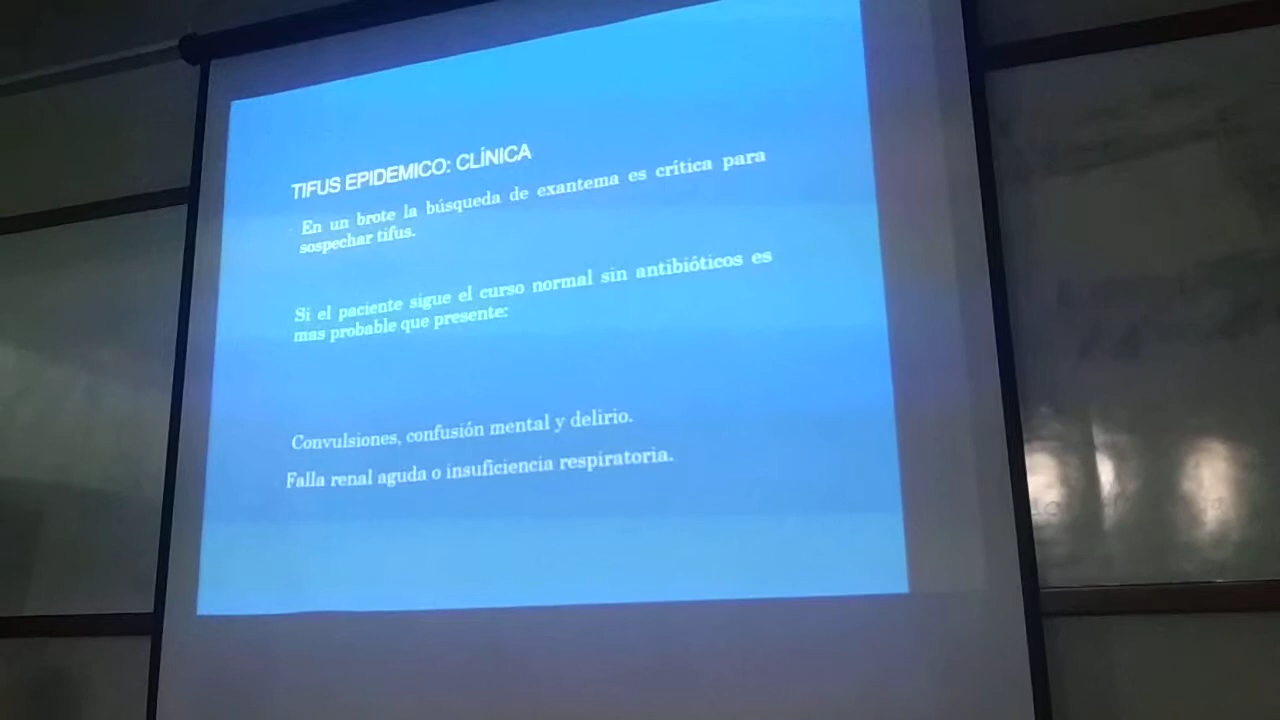 TIFUS EPIDEMICO: CLÍNICA
En un brote la búsqueda de exantema es crítica para
sospechar tifus.
Si el paciente sigue el curso normal sin antibióticos es
mas probable que presente:
Convulsiones, confusión mental y delirio.
Falla renal aguda o insuficiencia respiratoria.